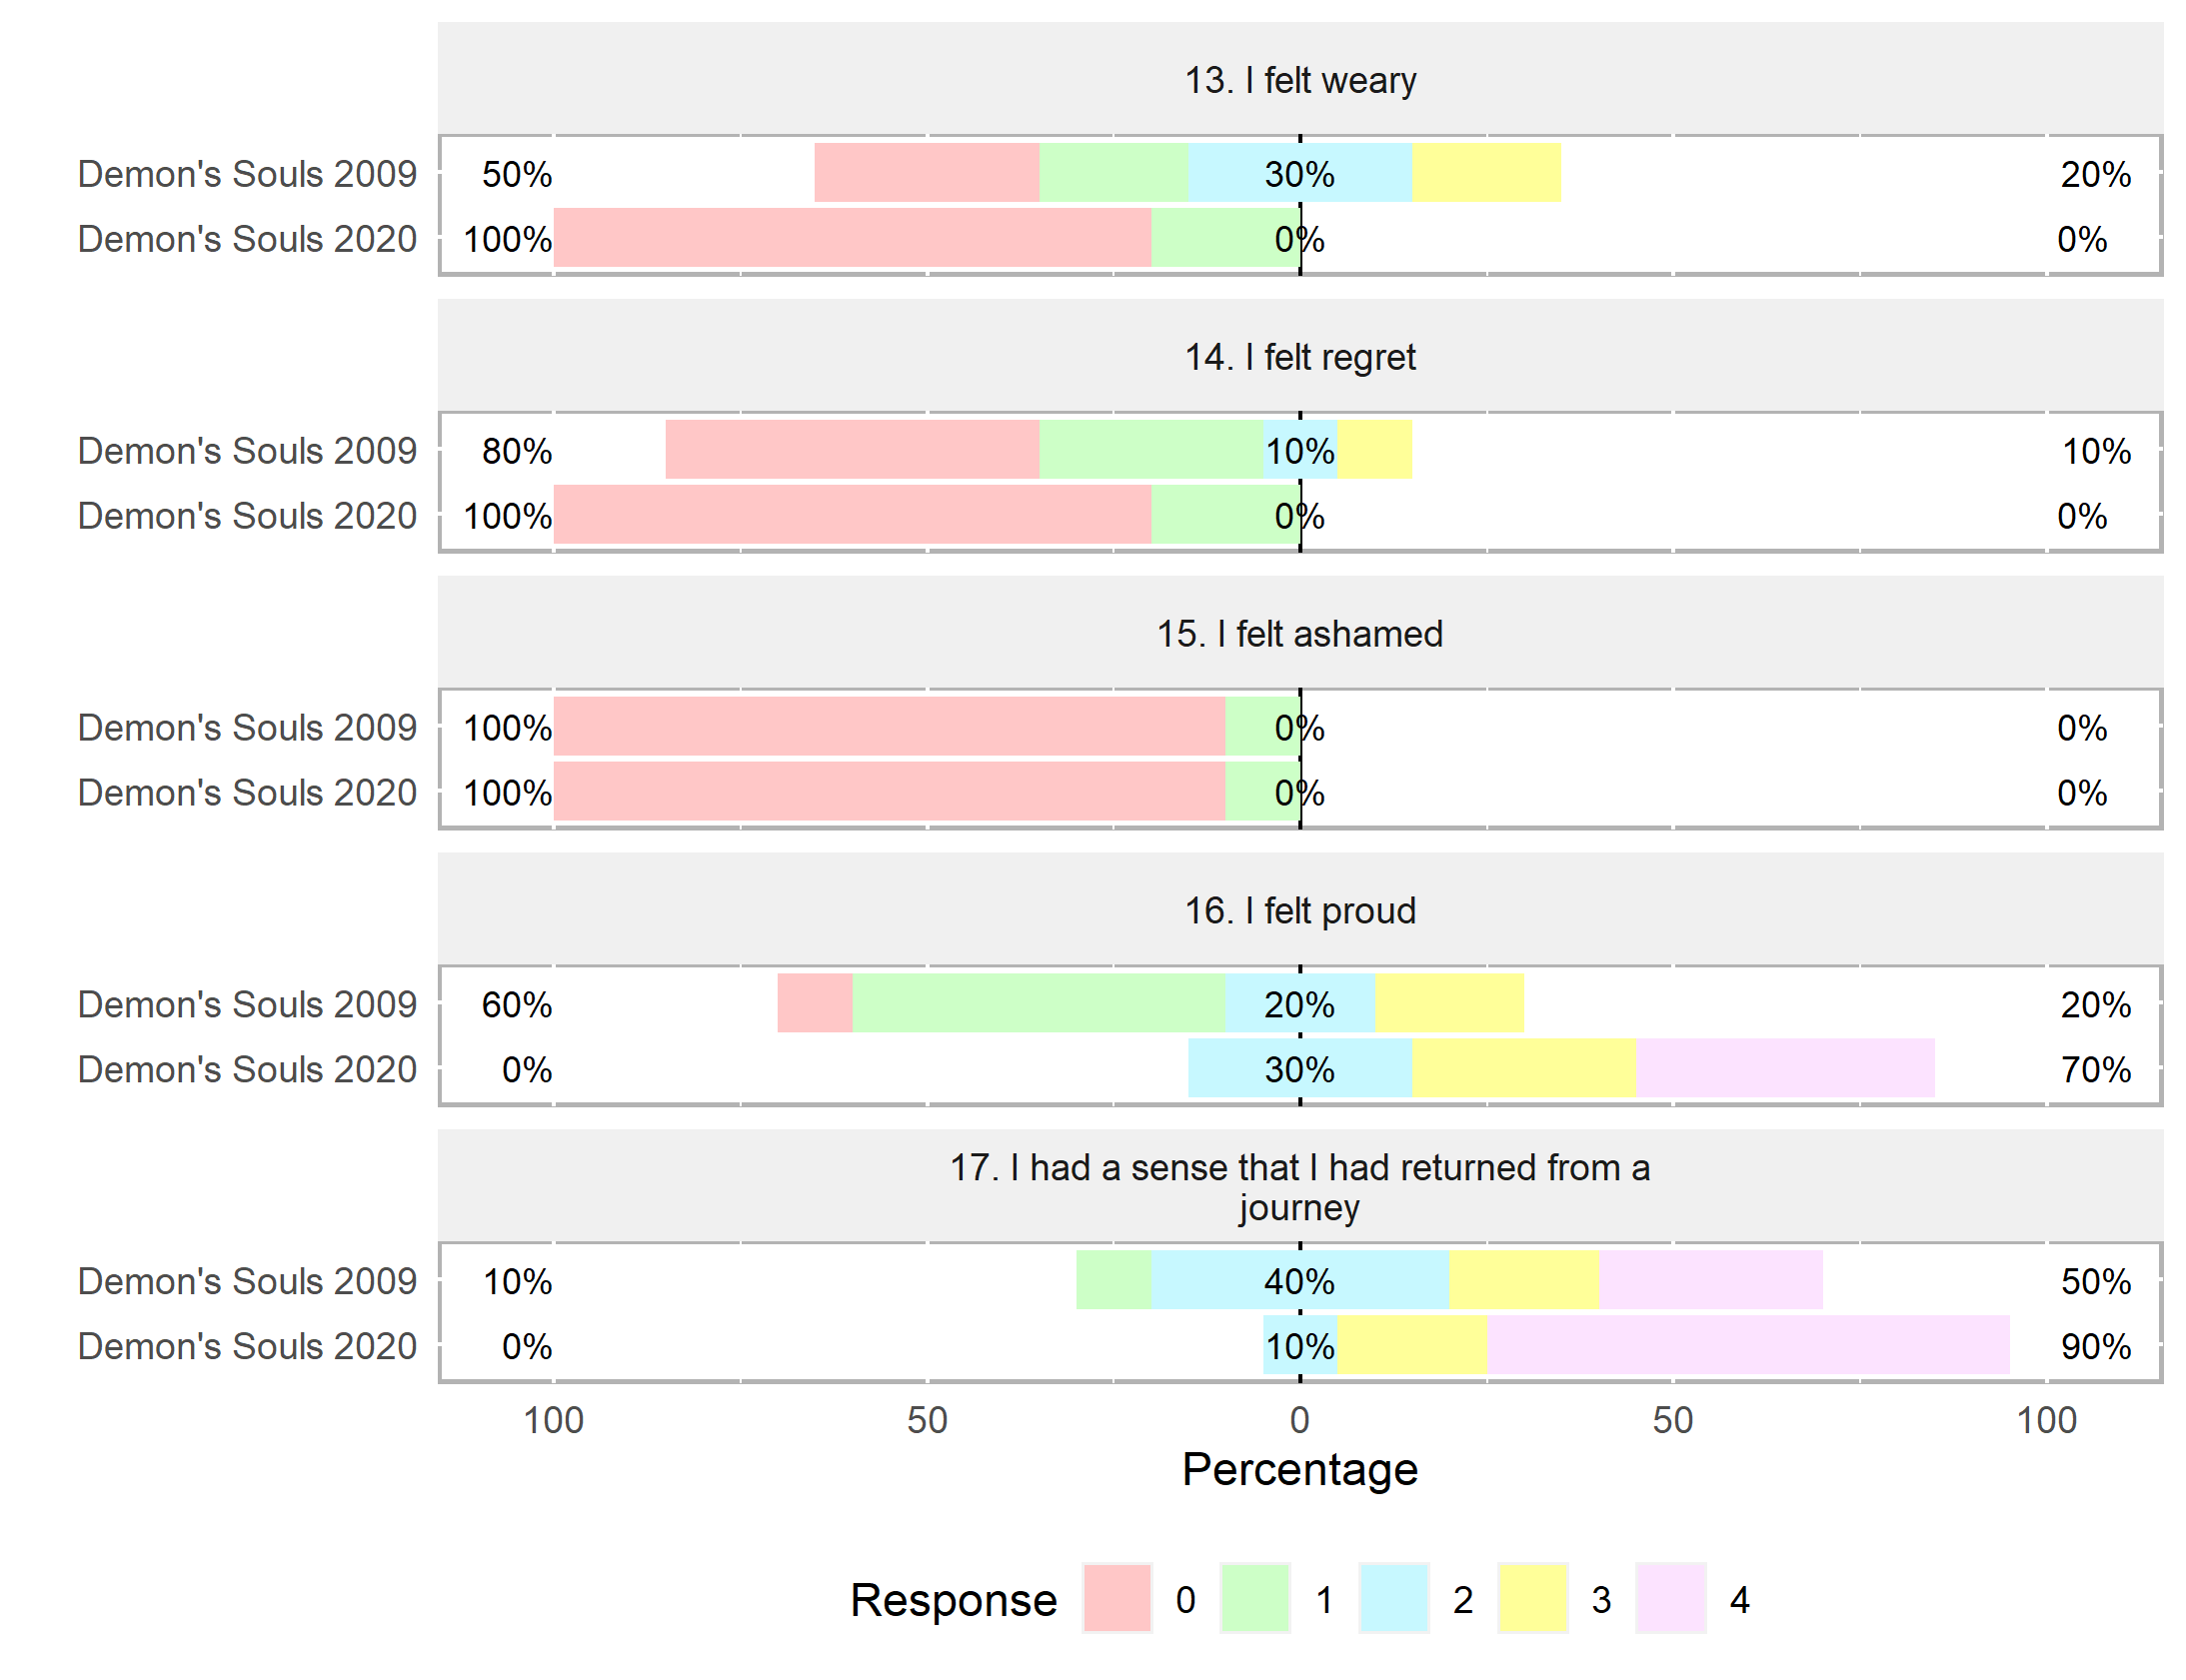 13. I felt weary
Demon's Souls 2009 50% 30% 20%
Demon's Souls 2020 100% 0% 0%
14. I felt regret
Demon's Souls 2009 80% 10% 10%
Demon's Souls 2020 100% 0% 0%
15. I felt ashamed
Demon's Souls 2009 100% 0% 0%
Demon's Souls 2020 100% 0% 0%
16. I felt proud
Demon's Souls 2009 60% 20% 20%
Demon's Souls 2020 0% 30% 70%
17. I had a sense that I had returned from a
journey
Demon's Souls 2009 10% 40% 50%
Demon's Souls 2020 0% 10% 90%
100 50 0 50 100
Percentage
Response 0 1 2 3 4